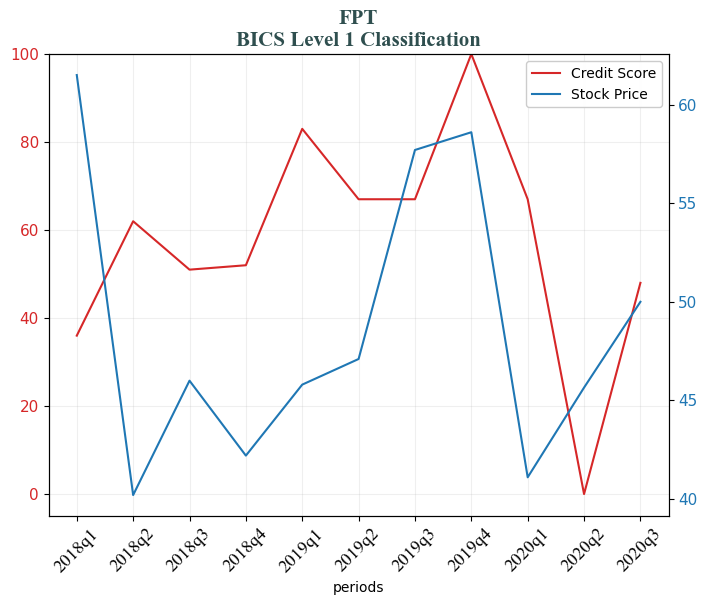 FPT
BICS Level 1 Classification
Credit Score
Stock Price
100
80
60
40
20
0
60
55
50
45
40
2018q1
2018q2
2018q3
2018q4
2019q1
2019q2
2019q3
2019q4
2020q1
2020q2
2020q3
periods